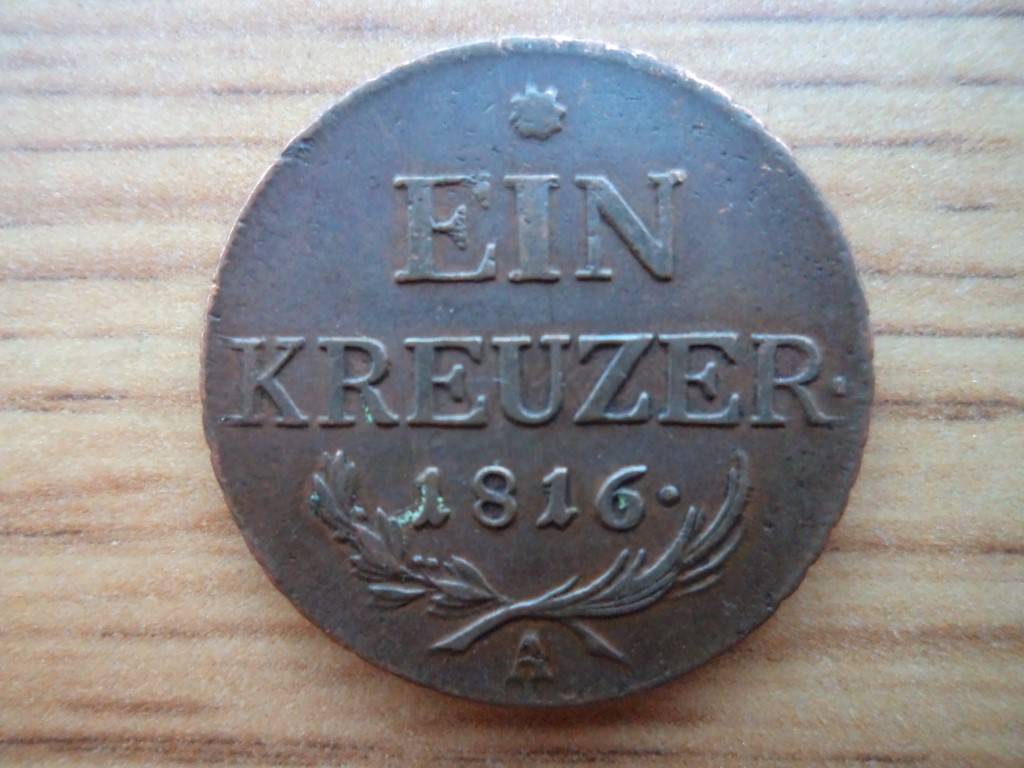 EIN
KREUZER.
1816.
A